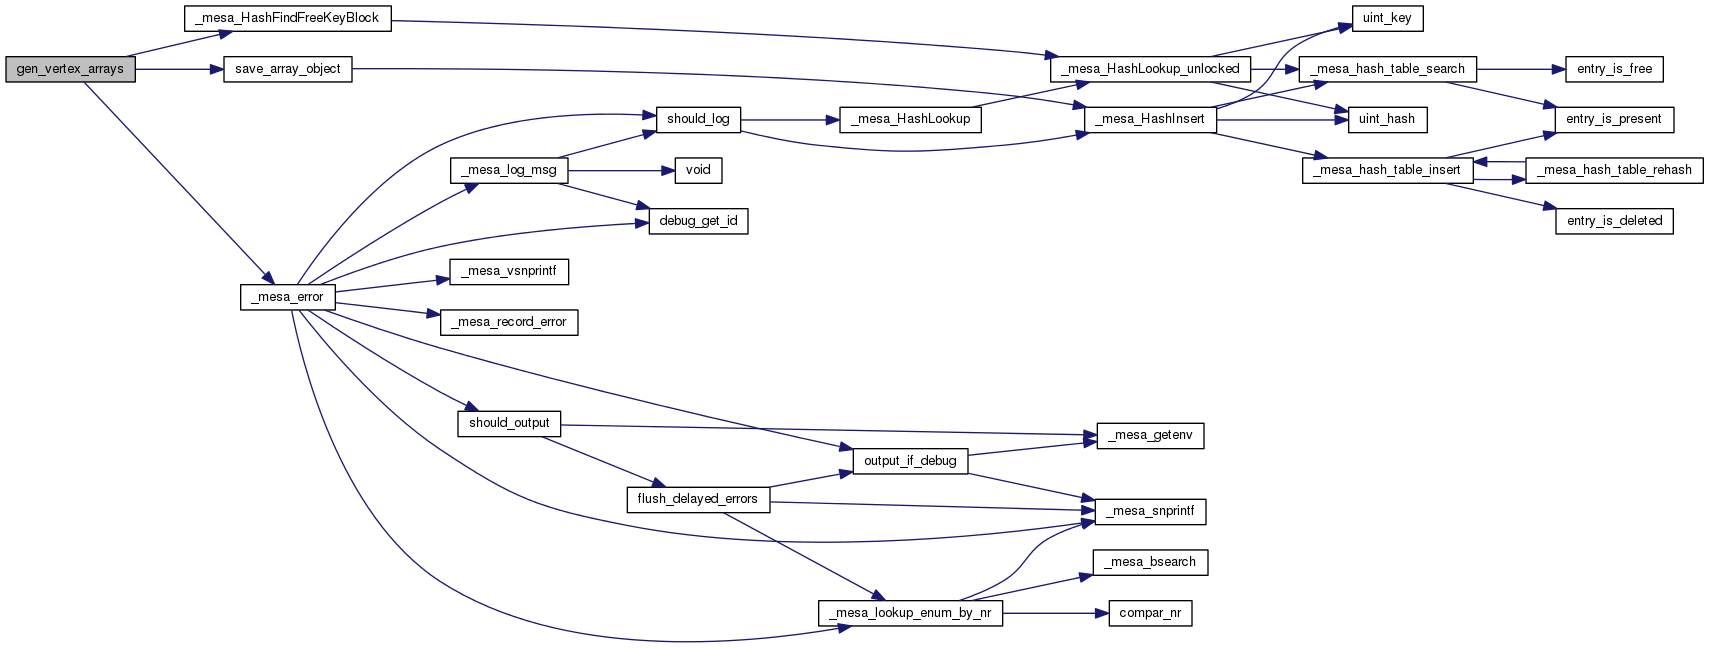 _mesa_HashFindFreeKeyBlock
uint_key
gen_vertex_arrays
save_array_object
_mesa_HashLookup_unlocked
_mesa_hash_table_search
entry_is_free
should_log
_mesa_HashLookup
_mesa_HashInsert
uint_hash
entry_is_present
_mesa_log_msg
void
_mesa_hash_table_insert
_mesa_hash_table_rehash
debug_get_id
entry_is_deleted
_mesa_vsnprintf
_mesa_error
_mesa_record_error
should_output
_mesa_getenv
output_if_debug
flush_delayed_errors
_mesa_snprintf
_mesa_bsearch
_mesa_lookup_enum_by_nr
compar_nr